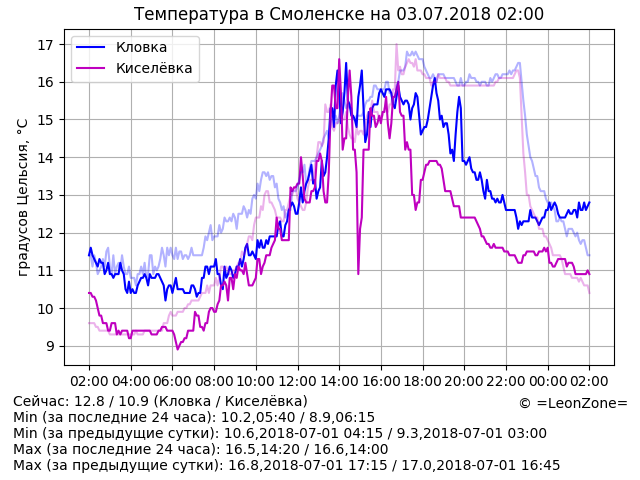 Температура в Смоленске на 03.07.2018 02:00
Кловка
Киселёвка
градусов Цельсия, °C
17
16
15
14
13
12
11
10
9
02:00 04:00 06:00 08:00 10:00 12:00 14:00 16:00 18:00 20:00 22:00 00:00 02:00
Сейчас: 12.8 / 10.9 (Кловка / Киселёвка)
© =LeonZone=
Min (за последние 24 часа): 10.2,05:40 / 8.9,06:15
Min (за предыдущие сутки): 10.6,2018-07-01 04:15 / 9.3,2018-07-01 03:00
Max (за последние 24 часа): 16.5,14:20 / 16.6,14:00
Max (за предыдущие сутки): 16.8,2018-07-01 17:15 / 17.0,2018-07-01 16:45